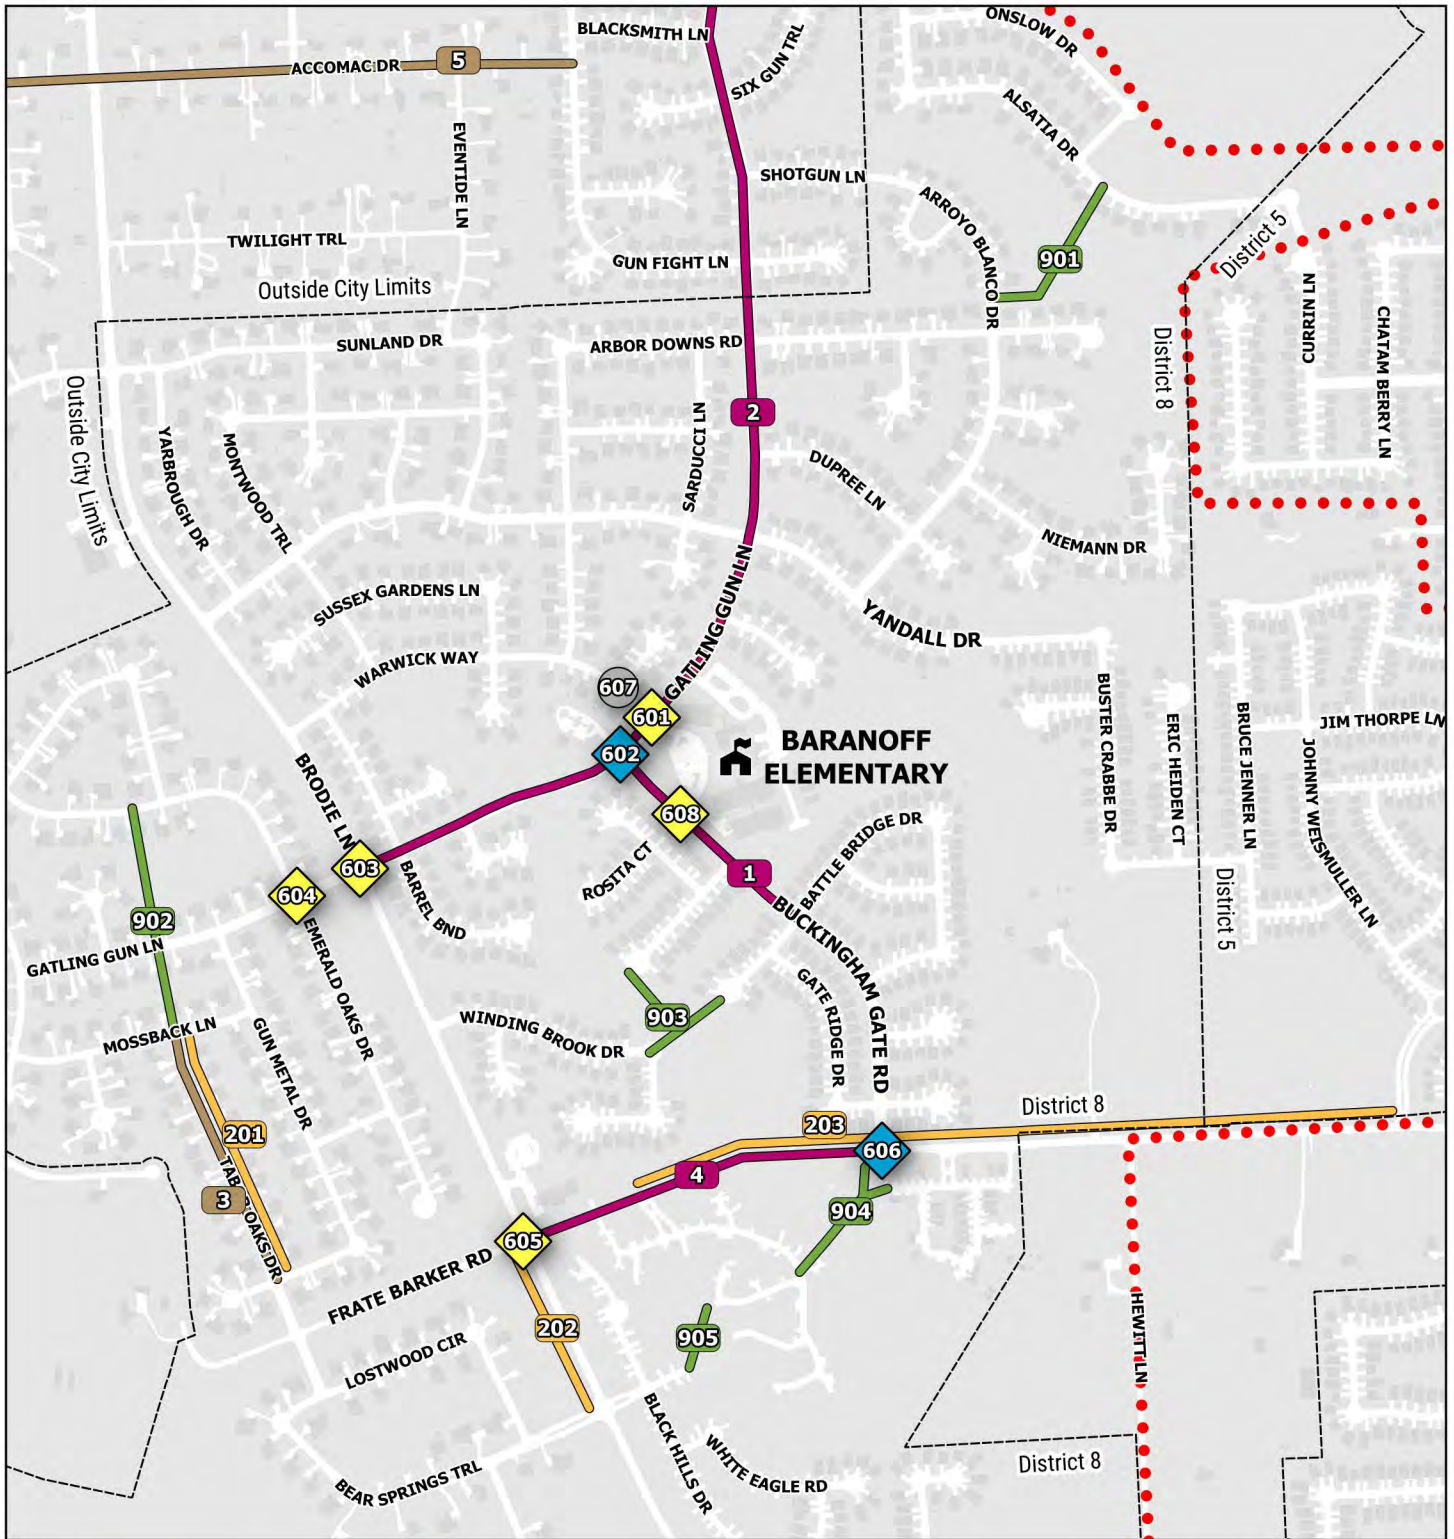 ONSLOW DR
BLACKSMITH LN
SIX GUN TRL
ACCOMAC DR
5
ALSATIA DR
EVENTIDE LN
SHOTGUN LN
ARROYO BLANCO DR
TWILIGHT TRL
GUN FIGHT LN
901
District 5
Outside City Limits
CURRIN LN
CHATAM BERRY LN
SUNLAND DR
ARBOR DOWNS RD
District 8
Outside City Limits
2
YARBROUGH DR
MONTWOOD TRL
SARDUCCI LN
DUPREE LN
NIEMANN DR
SUSSEX GARDENS LN
GATLING GUN LN
YANDALL DR
WARWICK WAY
607
601
602
BARANOFF
ELEMENTARY
BUSTER CRABBE DR
ERIC HEIDEN CT
BRUCE JENNER LN
JIM THORPE LN
JOHNNY WEISMULLER LN
BRODIE LN
608
603
604
ROSITA CT
1
BATTLE BRIDGE DR
BARREL BND
902
GATLING GUN LN
EMERALD OAKS DR
BUCKINGHAM GATE RD
GATE RIDGE DR
District 5
903
MOSSBACK LN
GUN METAL DR
WINDING BROOK DR
District 8
201
203
606
4
3
TABOR OAKS DR
904
605
FRATE BARKER RD
202
905
HEWITT LN
LOSTWOOD CIR
BLACK HILLS DR
WHITE EAGLE RD
BEAR SPRINGS TRL
District 8